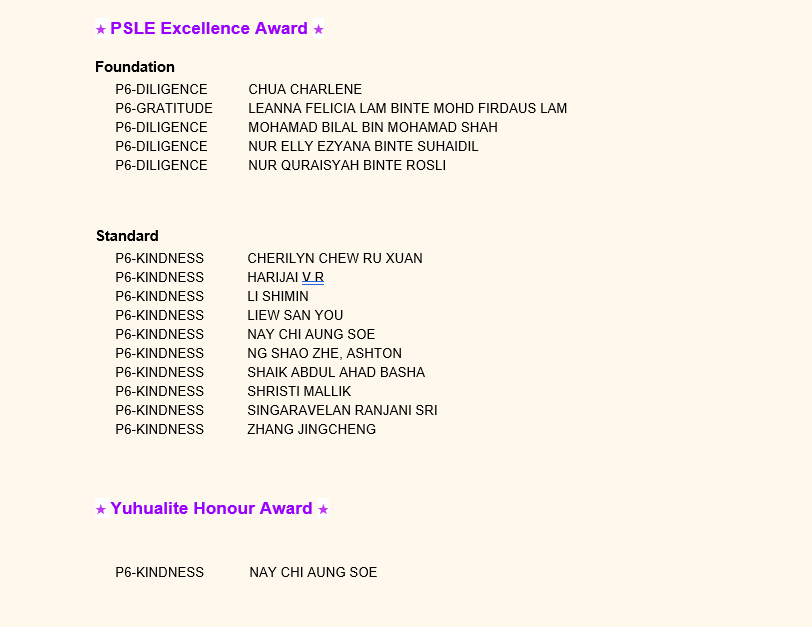 ★ PSLE Excellence Award ★
Foundation
P6-DILIGENCE CHUA CHARLENE
P6-GRATITUDE LEANNA FELICIA LAM BINTE MOHD FIRDAUS LAM
P6-DILIGENCE MOHAMAD BILAL BIN MOHAMAD SHAH
P6-DILIGENCE NUR ELLY EZYANA BINTE SUHAIDIL
P6-DILIGENCE NUR QURAISYAH BINTE ROSLI
Standard
P6-KINDNESS CHERILYN CHEW RU XUAN
P6-KINDNESS HARIJAI V R
P6-KINDNESS LI SHIMIN
P6-KINDNESS LIEW SAN YOU
P6-KINDNESS NAY CHI AUNG SOE
P6-KINDNESS NG SHAO ZHE, ASHTON
P6-KINDNESS SHAIK ABDUL AHAD BASHA
P6-KINDNESS SHRISTI MALLIK
P6-KINDNESS SINGARAVELAN RANJANI SRI
P6-KINDNESS ZHANG JINGCHENG
★ Yuhualite Honour Award ★
P6-KINDNESS NAY CHI AUNG SOE